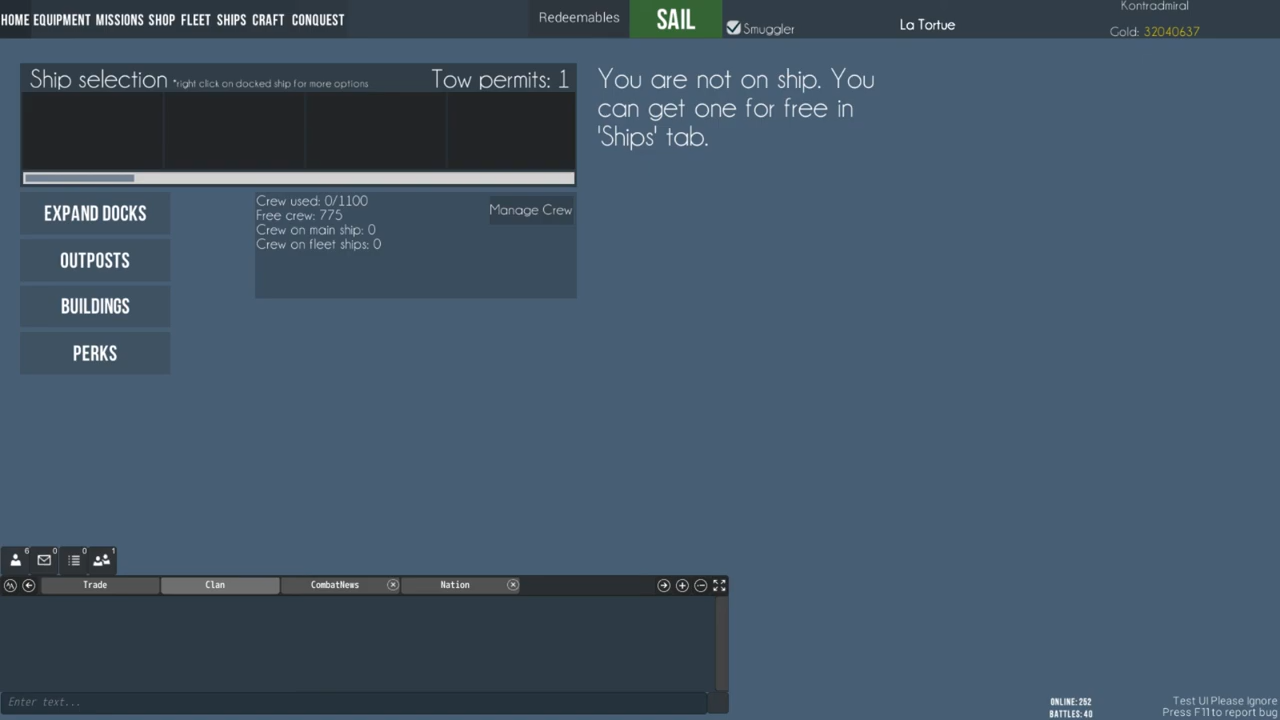 HOME EQUIPMENT MISSIONS SHOP FLEET SHIPS CRAFT CONQUEST
Redeemables
SAIL
Smuggler
La Tortue
Kontradmiral
Gold: 32040637
Ship selection *right click on docked ship for more options
Tow permits: 1
You are not on ship. You
can get one for free in
'Ships' tab.
EXPAND DOCKS
OUTPOSTS
BUILDINGS
PERKS
Crew used: 0/1100
Free crew: 775
Crew on main ship: 0
Crew on fleet ships: 0
Manage Crew
6 0 0 1
Trade
Clan
CombatNews
Nation
Enter text...
ONLINE: 252
BATTLES: 40
Test UI Please Ignore
Press F11 to report bug